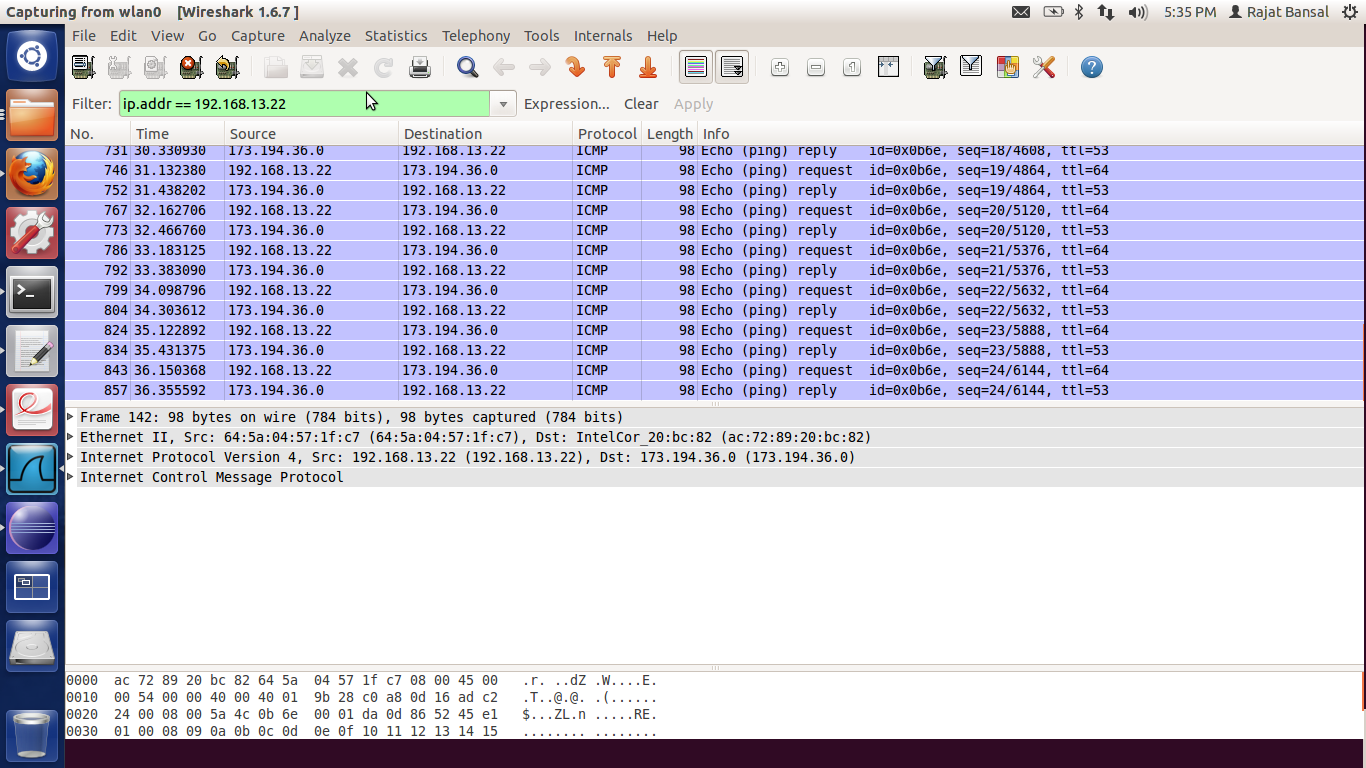 Capturing from wlan0 [Wireshark 1.6.7 ] 5:35 PM Rajat Bansal
File Edit View Go Capture Analyze Statistics Telephony Tools Internals Help
Filter: ip.addr == 192.168.13.22 Expression... Clear Apply
No. Time Source Destination Protocol Length Info
731 30.330930 173.194.36.0 192.168.13.22 ICMP 98 Echo (ping) reply id=0x0b6e, seq=18/4608, ttl=53
746 31.132380 192.168.13.22 173.194.36.0 ICMP 98 Echo (ping) request id=0x0b6e, seq=19/4864, ttl=64
752 31.438202 173.194.36.0 192.168.13.22 ICMP 98 Echo (ping) reply id=0x0b6e, seq=19/4864, ttl=53
767 32.162706 192.168.13.22 173.194.36.0 ICMP 98 Echo (ping) request id=0x0b6e, seq=20/5120, ttl=64
773 32.466760 173.194.36.0 192.168.13.22 ICMP 98 Echo (ping) reply id=0x0b6e, seq=20/5120, ttl=53
786 33.183125 192.168.13.22 173.194.36.0 ICMP 98 Echo (ping) request id=0x0b6e, seq=21/5376, ttl=64
792 33.383090 173.194.36.0 192.168.13.22 ICMP 98 Echo (ping) reply id=0x0b6e, seq=21/5376, ttl=53
799 34.098796 192.168.13.22 173.194.36.0 ICMP 98 Echo (ping) request id=0x0b6e, seq=22/5632, ttl=64
804 34.303612 173.194.36.0 192.168.13.22 ICMP 98 Echo (ping) reply id=0x0b6e, seq=22/5632, ttl=53
824 35.122892 192.168.13.22 173.194.36.0 ICMP 98 Echo (ping) request id=0x0b6e, seq=23/5888, ttl=64
834 35.431375 173.194.36.0 192.168.13.22 ICMP 98 Echo (ping) reply id=0x0b6e, seq=23/5888, ttl=53
843 36.150368 192.168.13.22 173.194.36.0 ICMP 98 Echo (ping) request id=0x0b6e, seq=24/6144, ttl=64
857 36.355592 173.194.36.0 192.168.13.22 ICMP 98 Echo (ping) reply id=0x0b6e, seq=24/6144, ttl=53
Frame 142: 98 bytes on wire (784 bits), 98 bytes captured (784 bits)
Ethernet II, Src: 64:5a:04:57:1f:c7 (64:5a:04:57:1f:c7), Dst: IntelCor_20:bc:82 (ac:72:89:20:bc:82)
Internet Protocol Version 4, Src: 192.168.13.22 (192.168.13.22), Dst: 173.194.36.0 (173.194.36.0)
Internet Control Message Protocol
0000 ac 72 89 20 bc 82 64 5a 04 57 1f c7 08 00 45 00 .r. ..dZ .W....E.
0010 00 54 00 00 40 00 40 01 9b 28 c0 a8 0d 16 ad c2 .T..@.@. .(......
0020 24 00 08 00 5a 4c 0b 6e 00 01 da 0d 86 52 45 e1 $...ZL.n .....RE.
0030 01 00 08 09 0a 0b 0c 0d 0e 0f 10 11 12 13 14 15 ........ ........